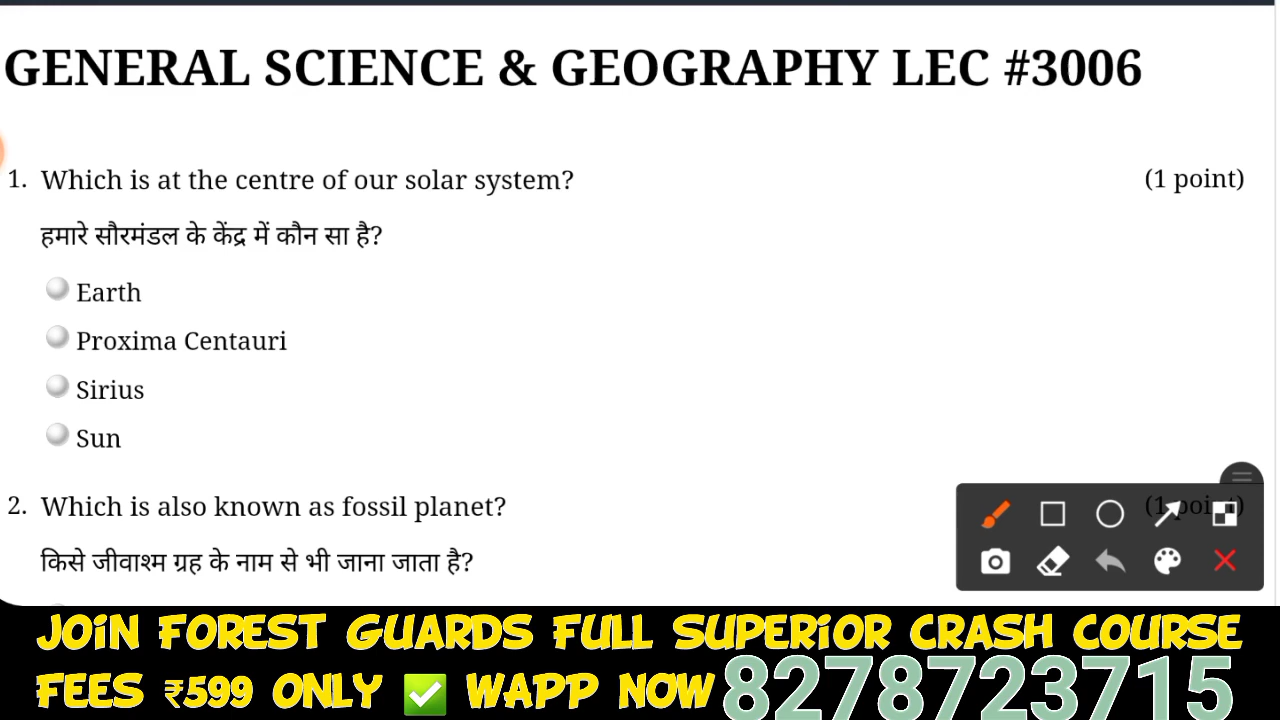 GENERAL SCIENCE & GEOGRAPHY LEC #3006
1. Which is at the centre of our solar system? (1 point)
हमारे सौरमंडल के केंद्र में कौन सा है?
Earth
Proxima Centauri
Sirius
Sun
2. Which is also known as fossil planet? (1 point)
किसे जीवाश्म ग्रह के नाम से भी जाना जाता है?
JOIN FOREST GUARDS FULL SUPERIOR CRASH COURSE
FEES ₹599 ONLY ✅ WAPP NOW 8278723715